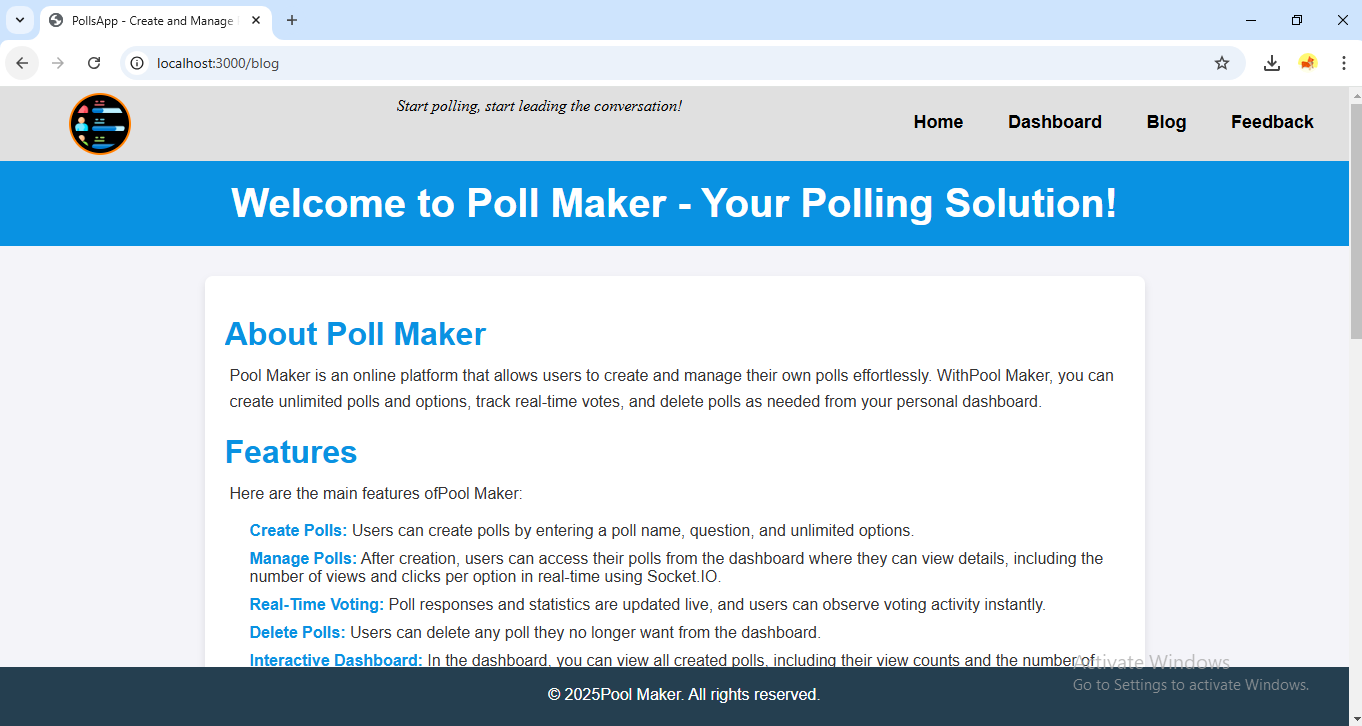 PollsApp - Create and Manage
localhost:3000/blog
Start polling, start leading the conversation!
Home Dashboard Blog Feedback
Welcome to Poll Maker - Your Polling Solution!
About Poll Maker
Pool Maker is an online platform that allows users to create and manage their own polls effortlessly. WithPool Maker, you can
create unlimited polls and options, track real-time votes, and delete polls as needed from your personal dashboard.
Features
Here are the main features ofPool Maker:
Create Polls: Users can create polls by entering a poll name, question, and unlimited options.
Manage Polls: After creation, users can access their polls from the dashboard where they can view details, including the
number of views and clicks per option in real-time using Socket.IO.
Real-Time Voting: Poll responses and statistics are updated live, and users can observe voting activity instantly.
Delete Polls: Users can delete any poll they no longer want from the dashboard.
Interactive Dashboard: In the dashboard, you can view all created polls, including their view counts and the number of
Activate Windows
Go to Settings to activate Windows.
© 2025Pool Maker. All rights reserved.